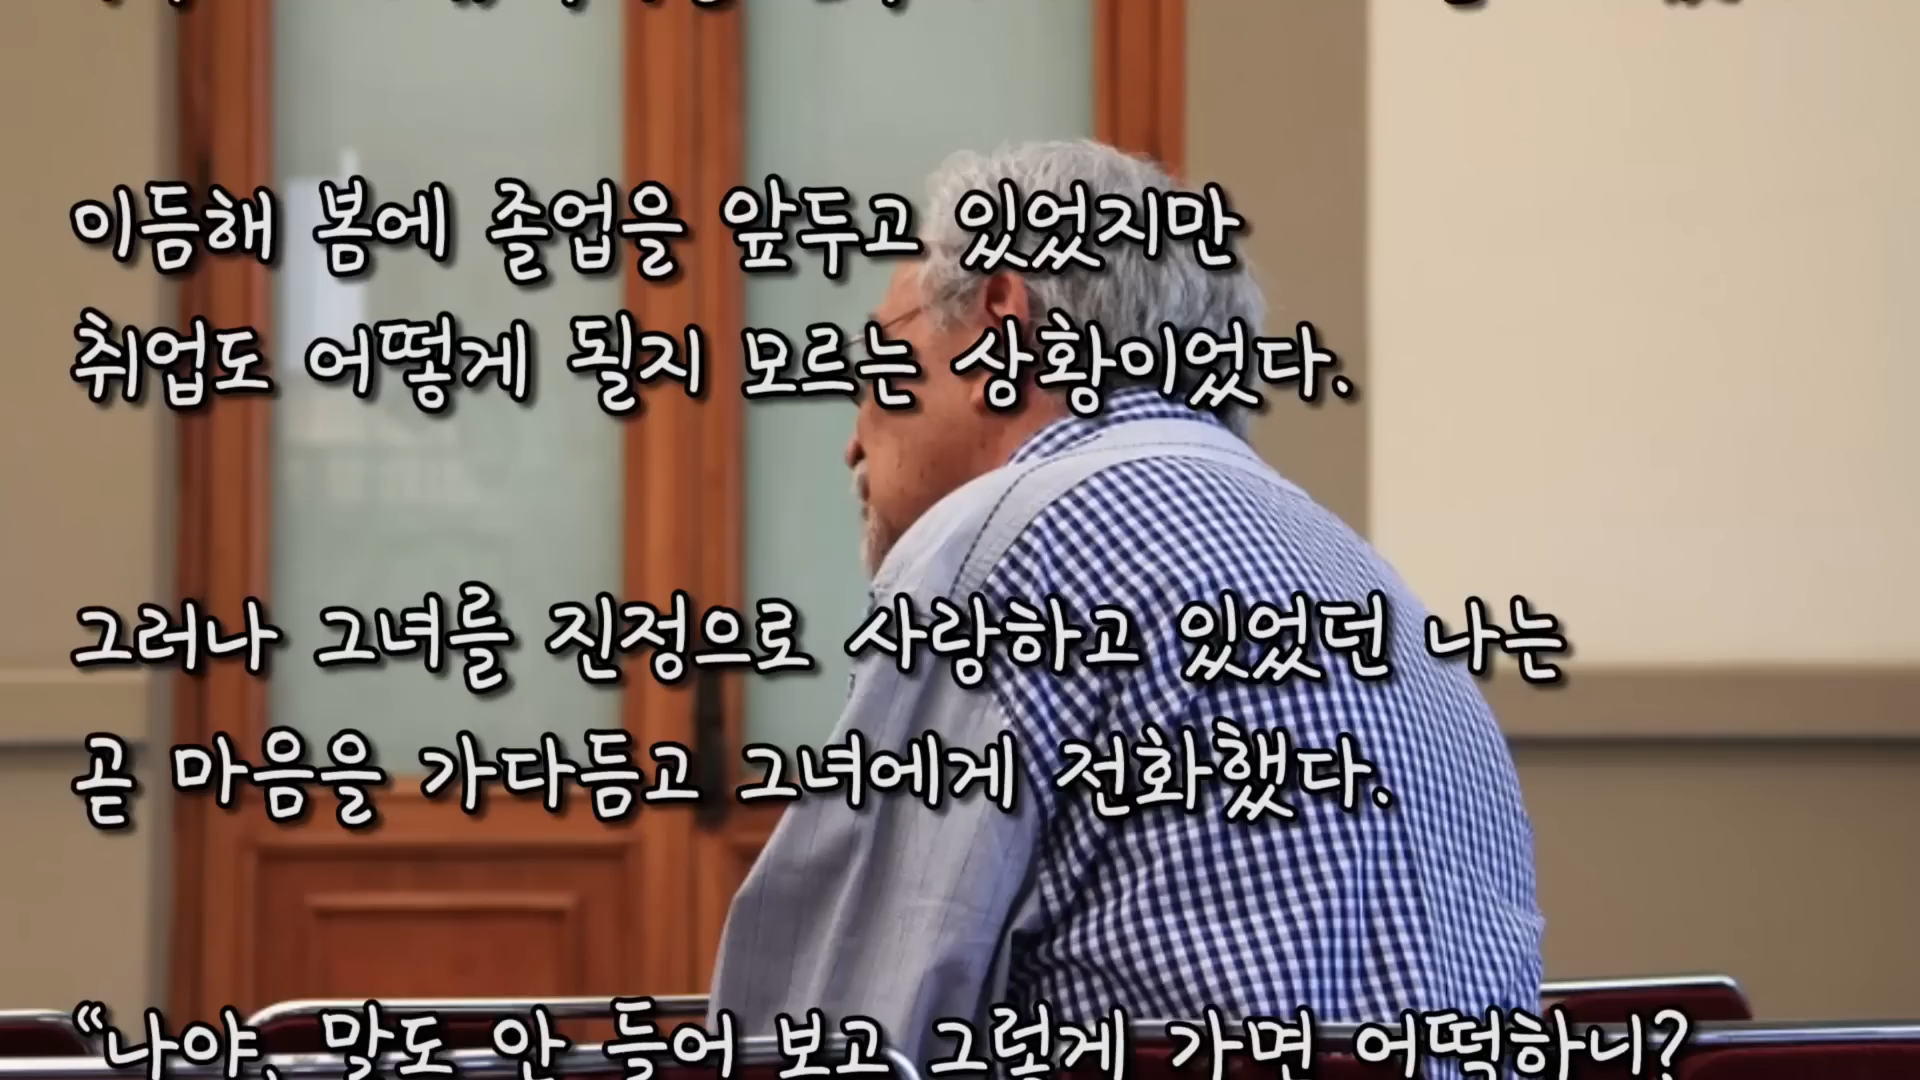 이듬해 봄에 졸업을 앞두고 있었지만
취업도 어떻게 될지 모르는 상황이었다.
그러나 그녀를 진정으로 사랑하고 있었던 나는
곧 마음을 가다듬고 그녀에게 전화했다.
“나야, 말도 안 들어 보고 그렇게 가면 어떡하니?